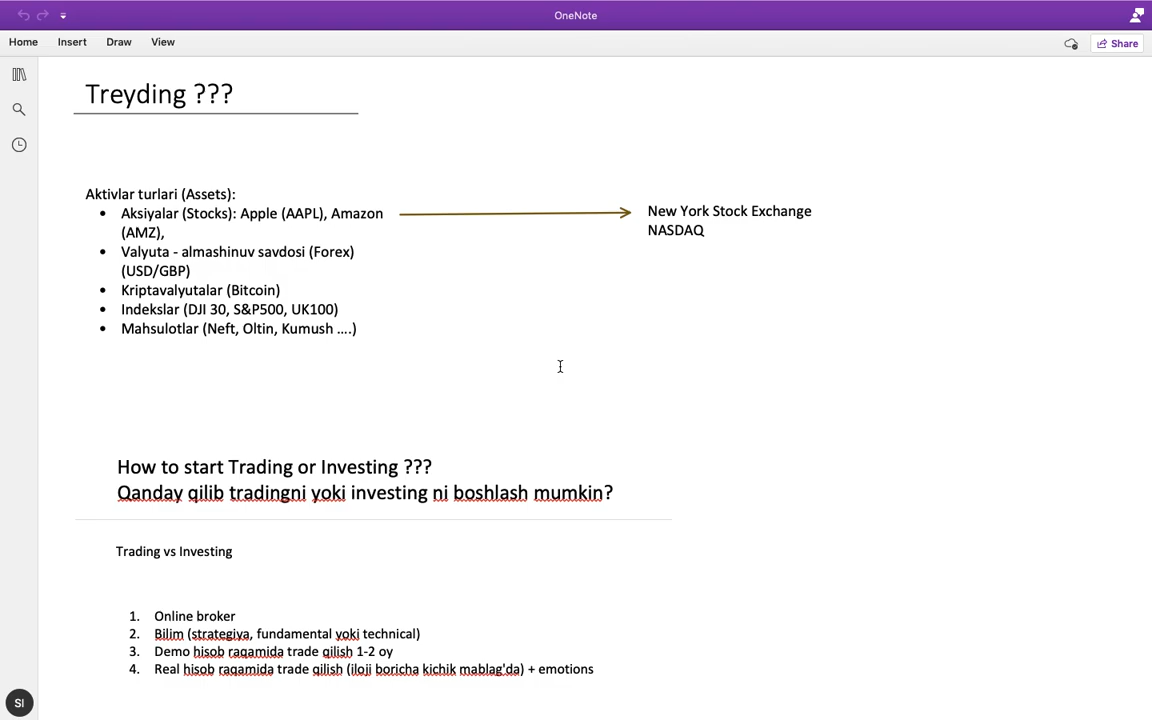 OneNote
Home Insert Draw View
Share
Treyding ???
Aktivlar turlari (Assets):
• Aksiyalar (Stocks): Apple (AAPL), Amazon
(AMZ),
New York Stock Exchange
NASDAQ
• Valyuta - almashinuv savdosi (Forex)
(USD/GBP)
• Kriptavalyutalar (Bitcoin)
• Indekslar (DJI 30, S&P500, UK100)
• Mahsulotlar (Neft, Oltin, Kumush ....)
How to start Trading or Investing ???
Qanday qilib tradingni yoki investing ni boshlash mumkin?
Trading vs Investing
1. Online broker
2. Bilim (strategiya, fundamental yoki technical)
3. Demo hisob raqamida trade qilish 1-2 oy
4. Real hisob raqamida trade qilish (iloji boricha kichik mablag'da) + emotions
SI